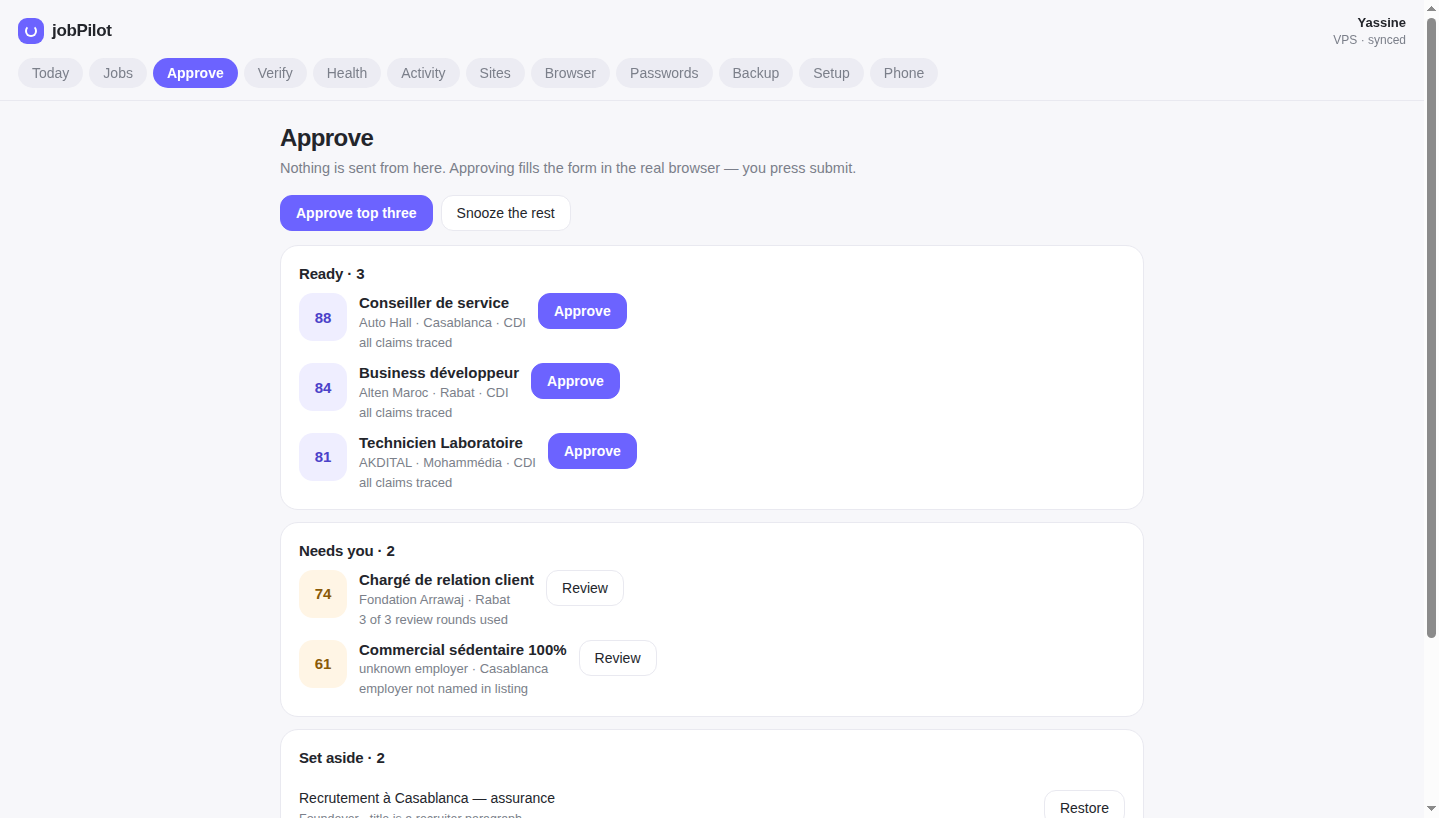 jobPilot
Yassine
VPS · synced
Today
Jobs
Approve
Verify
Health
Activity
Sites
Browser
Passwords
Backup
Setup
Phone
Approve
Nothing is sent from here. Approving fills the form in the real browser — you press submit.
Approve top three
Snooze the rest
Ready · 3
88
Conseiller de service
Auto Hall · Casablanca · CDI
all claims traced
Approve
84
Business développeur
Alten Maroc · Rabat · CDI
all claims traced
Approve
81
Technicien Laboratoire
AKDITAL · Mohammédia · CDI
all claims traced
Approve
Needs you · 2
74
Chargé de relation client
Fondation Arrawaj · Rabat
3 of 3 review rounds used
Review
61
Commercial sédentaire 100%
unknown employer · Casablanca
employer not named in listing
Review
Set aside · 2
Recrutement à Casablanca — assurance
title is a recruiter paragraph
Restore